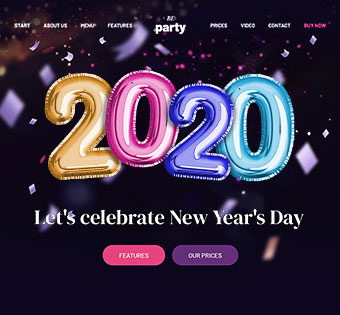 START ABOUT US MENU FEATURES PRICES VIDEO CONTACT BUY NOW
party
2020
Let's celebrate New Year's Day
FEATURES OUR PRICES